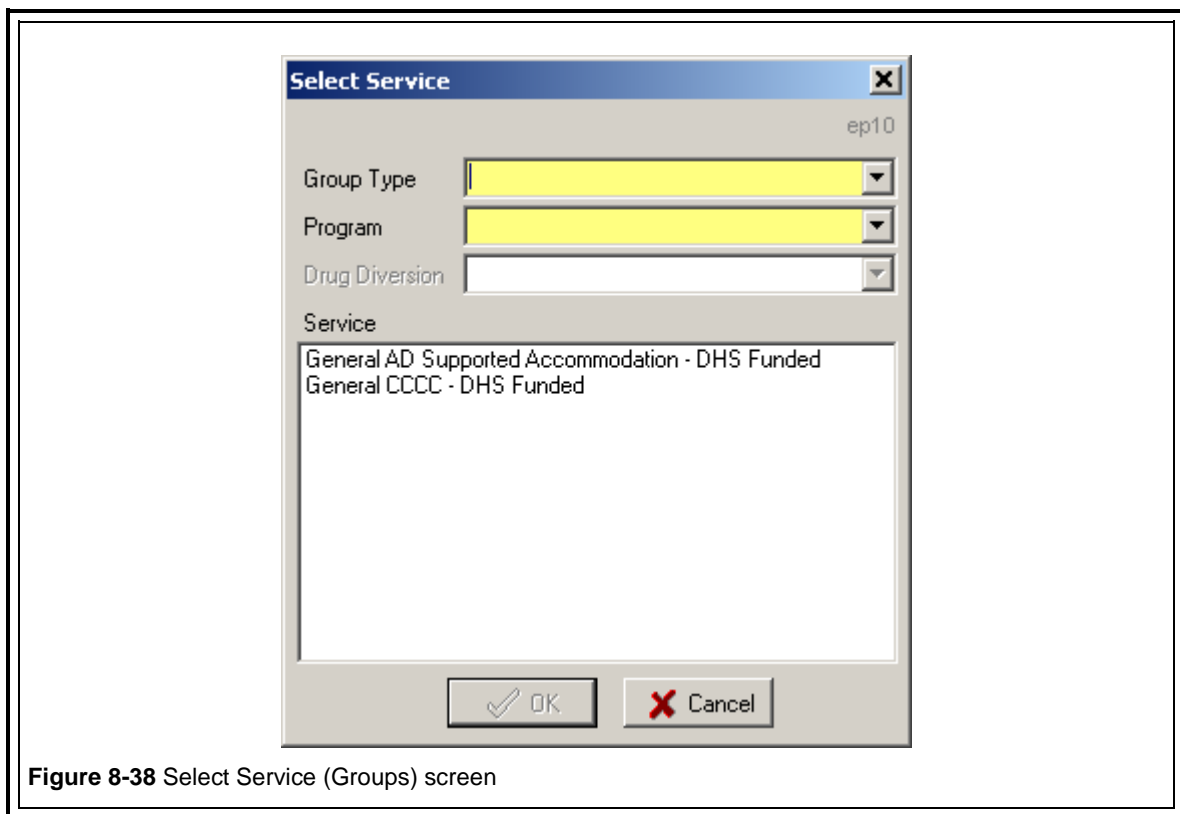 Select Service
ep10
Group Type
Program
Drug Diversion
Service
General AD Supported Accommodation - DHS Funded
General CCCC - DHS Funded
OK
Cancel
Figure 8-38 Select Service (Groups) screen